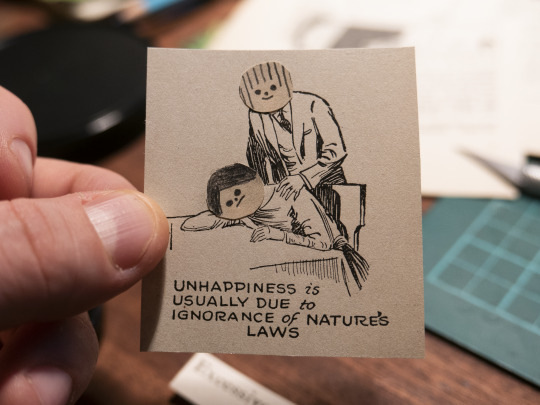 UNHAPPINESS is
USUALLY DUE to
IGNORANCE of NATURE'S
LAWS